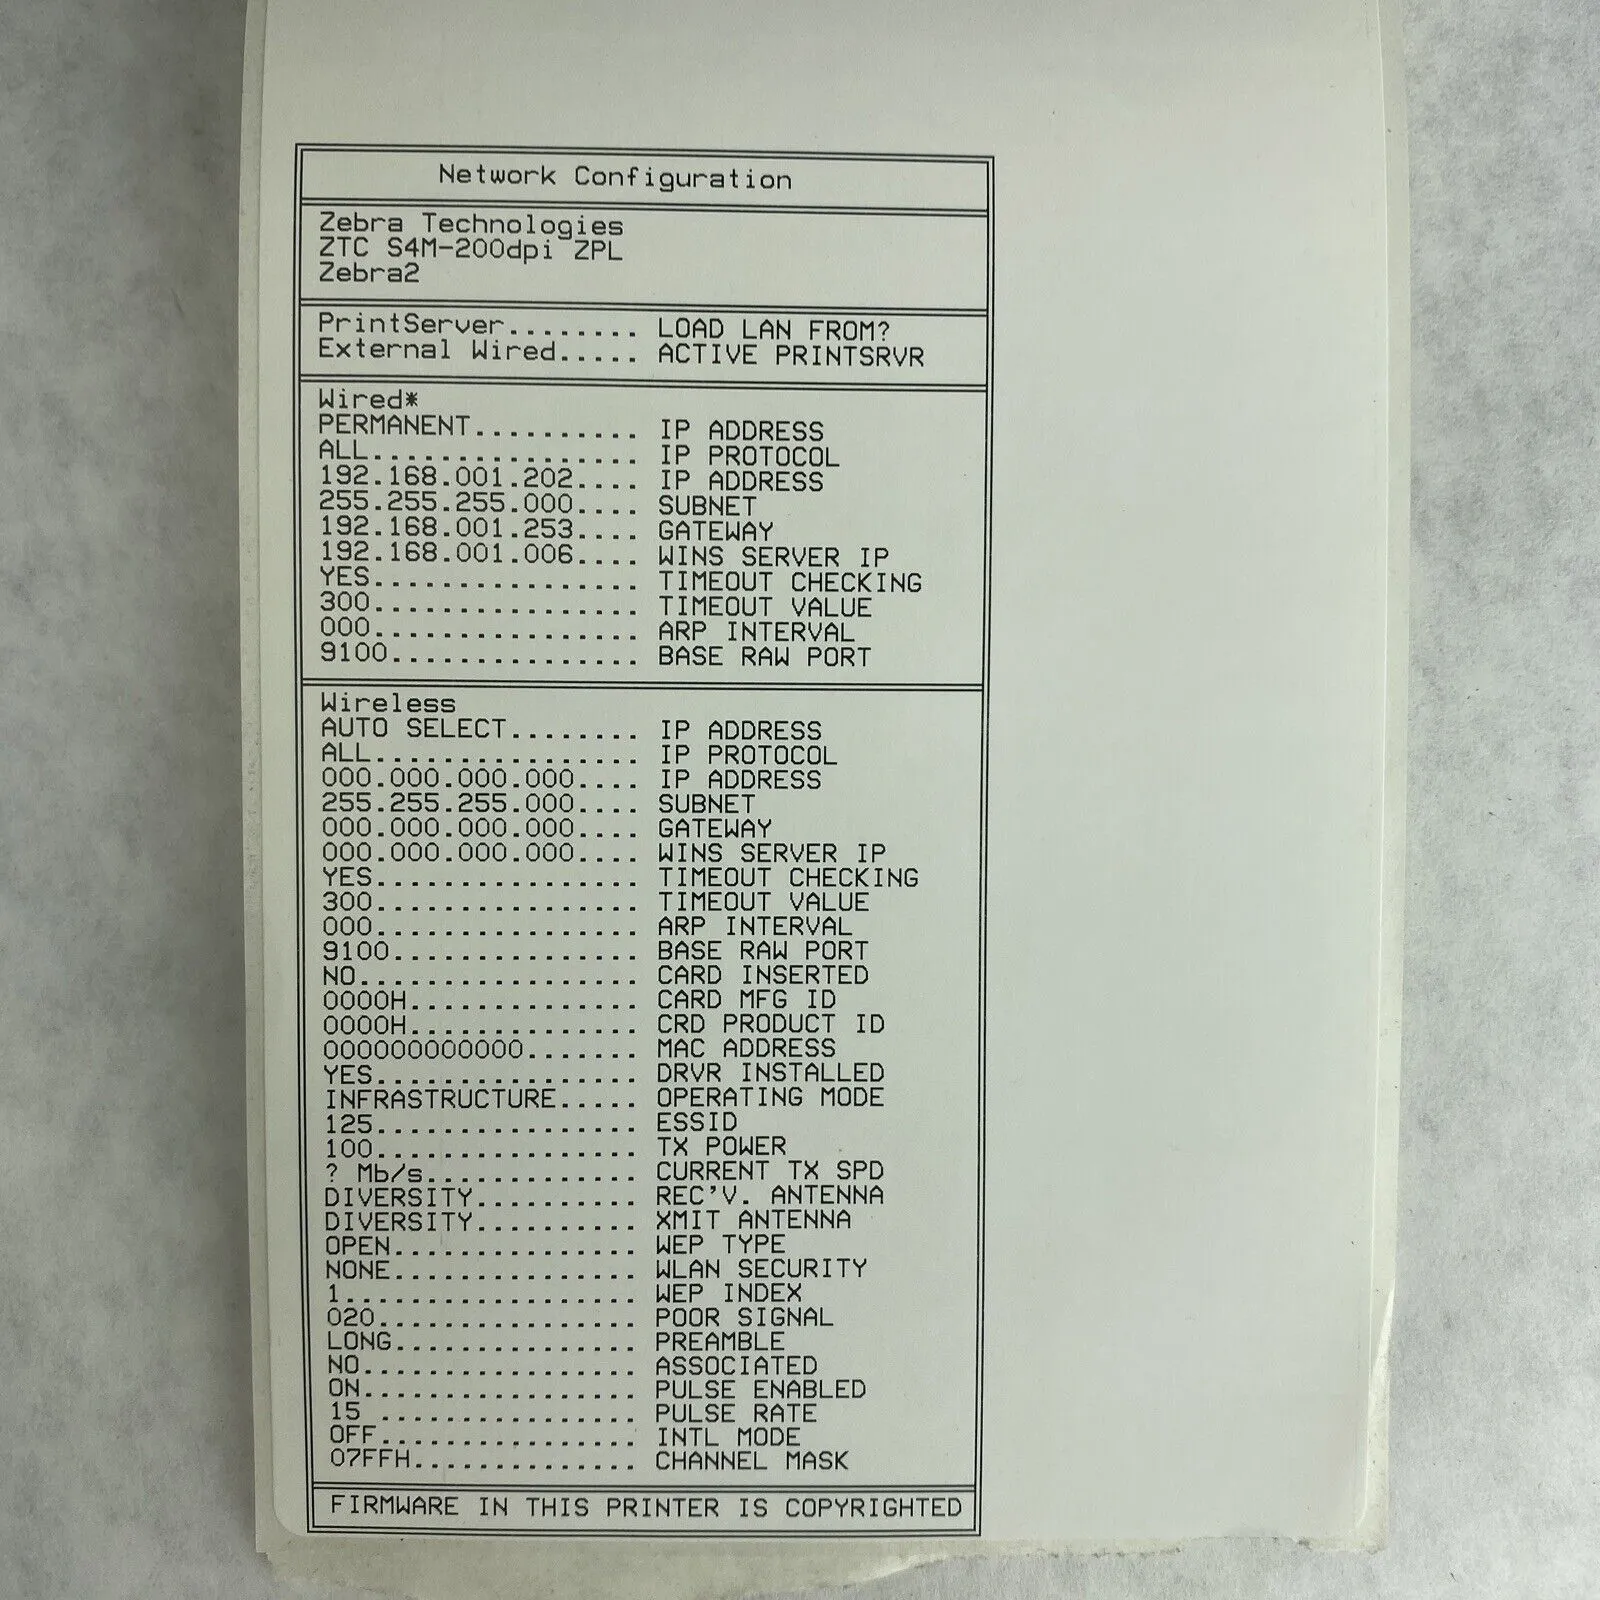 Network Configuration
Zebra Technologies
ZTC S4M-200dpi ZPL
Zebra2
PrintServer........ LOAD LAN FROM?
External Wired..... ACTIVE PRINTSRVR
Wired*
PERMANENT.......... IP ADDRESS
ALL................ IP PROTOCOL
192.168.001.202.... IP ADDRESS
255.255.255.000.... SUBNET
192.168.001.253.... GATEWAY
192.168.001.006.... WINS SERVER IP
YES................ TIMEOUT CHECKING
300................ TIMEOUT VALUE
000................ ARP INTERVAL
9100............... BASE RAW PORT
Wireless
AUTO SELECT........ IP ADDRESS
ALL................ IP PROTOCOL
000.000.000.000.... IP ADDRESS
255.255.255.000.... SUBNET
000.000.000.000.... GATEWAY
000.000.000.000.... WINS SERVER IP
YES................ TIMEOUT CHECKING
300................ TIMEOUT VALUE
000................ ARP INTERVAL
9100............... BASE RAW PORT
NO................. CARD INSERTED
0000H.............. CARD MFG ID
0000H.............. CRD PRODUCT ID
000000000000....... MAC ADDRESS
YES................ DRVR INSTALLED
INFRASTRUCTURE..... OPERATING MODE
125................ ESSID
100................ TX POWER
? Mb/s............. CURRENT TX SPD
DIVERSITY.......... REC'V. ANTENNA
DIVERSITY.......... XMIT ANTENNA
OPEN............... WEP TYPE
NONE............... WLAN SECURITY
1.................. WEP INDEX
020................ POOR SIGNAL
LONG............... PREAMBLE
NO................. ASSOCIATED
ON................. PULSE ENABLED
15 ................ PULSE RATE
OFF................ INTL MODE
07FFH.............. CHANNEL MASK
FIRMWARE IN THIS PRINTER IS COPYRIGHTED